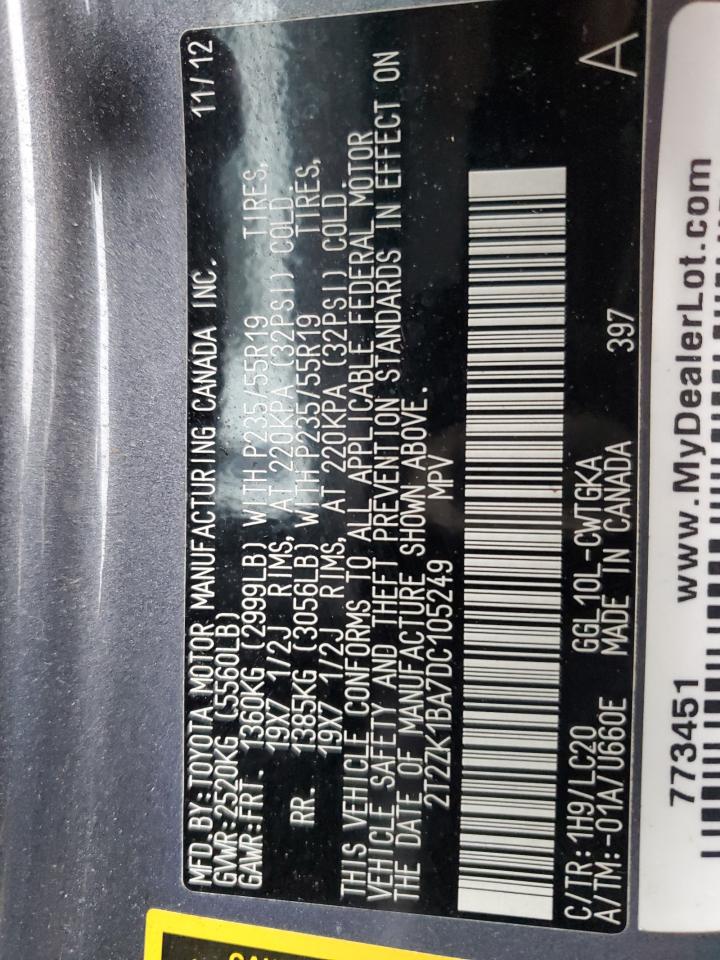 MFD.BY:TOYOTA MOTOR MANUFACTURING CANADA INC. 11/12
GVWR:2520KG (5560LB)
GAWR:FRT. 1360KG (2999LB) WITH P235/55R19 TIRES,
19X7 1/2J RIMS, AT 220KPA (32PSI) COLD.
RR. 1385KG (3056LB) WITH P235/55R19 TIRES,
19X7 1/2J RIMS, AT 220KPA (32PSI) COLD.
THIS VEHICLE CONFORMS TO ALL APPLICABLE FEDERAL MOTOR
VEHICLE SAFETY AND THEFT PREVENTION STANDARDS IN EFFECT ON
THE DATE OF MANUFACTURE SHOWN ABOVE.
2T2ZK1BA7DC105249 MPV
C/TR:1H9/LC20 GGL10L-CWTGKA
A/TM:-01A/U660E MADE IN CANADA 397 A
773451 www.MyDealerLot.com